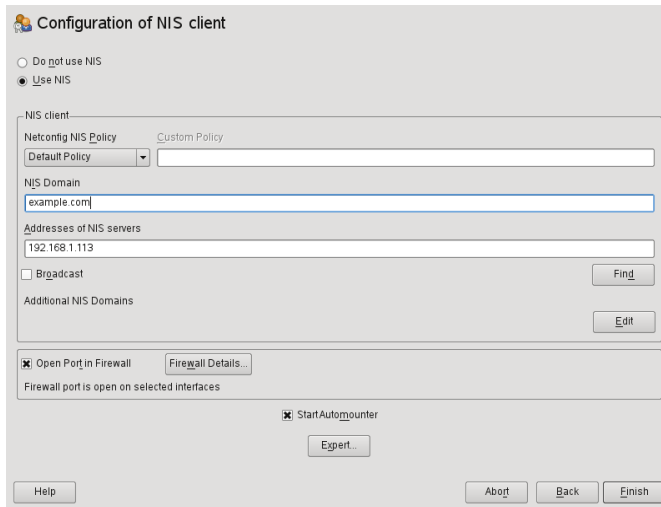 Configuration of NIS client
Do not use NIS
Use NIS
NIS client
Netconfig NIS Policy Custom Policy
Default Policy
NIS Domain
example.com
Addresses of NIS servers
192.168.1.113
Broadcast Find
Additional NIS Domains
Edit
Open Port in Firewall Firewall Details...
Firewall port is open on selected interfaces
Start Automounter
Expert...
Help Abort Back Finish